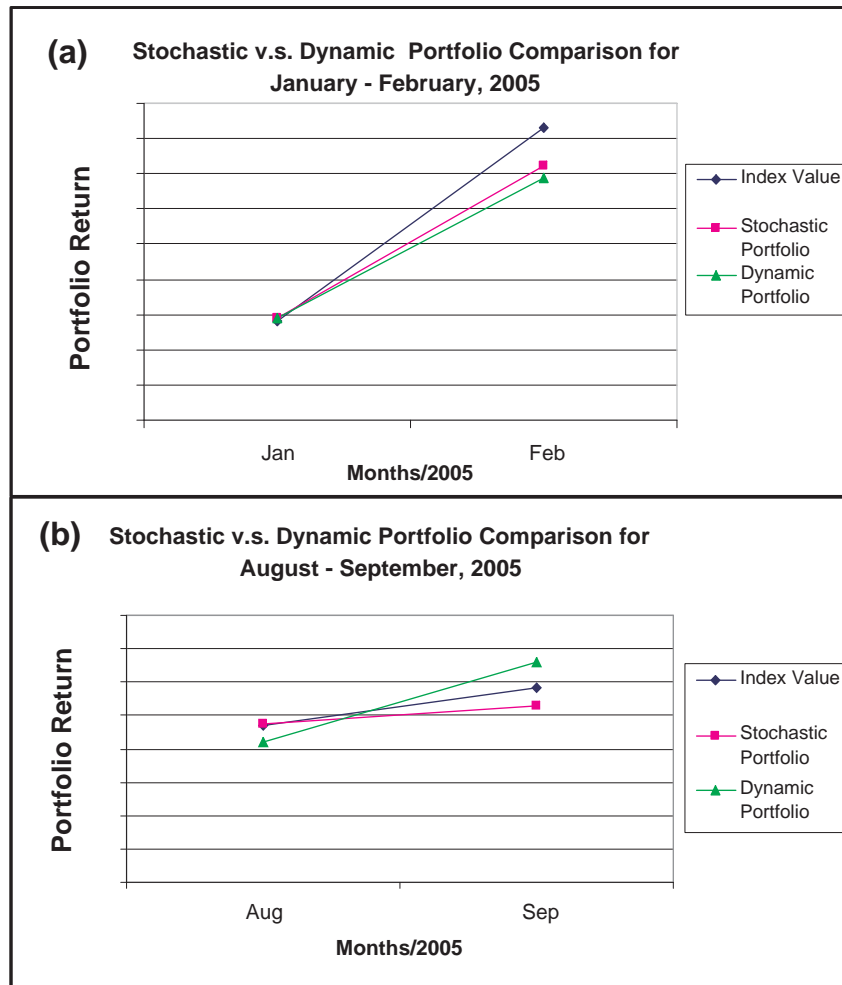 (a)
Stochastic v.s. Dynamic Portfolio Comparison for
January - February, 2005
Portfolio Return
Index Value
Stochastic
Portfolio
Dynamic
Portfolio
Jan
Feb
Months/2005
(b)
Stochastic v.s. Dynamic Portfolio Comparison for
August - September, 2005
Portfolio Return
Index Value
Stochastic
Portfolio
Dynamic
Portfolio
Aug
Sep
Months/2005